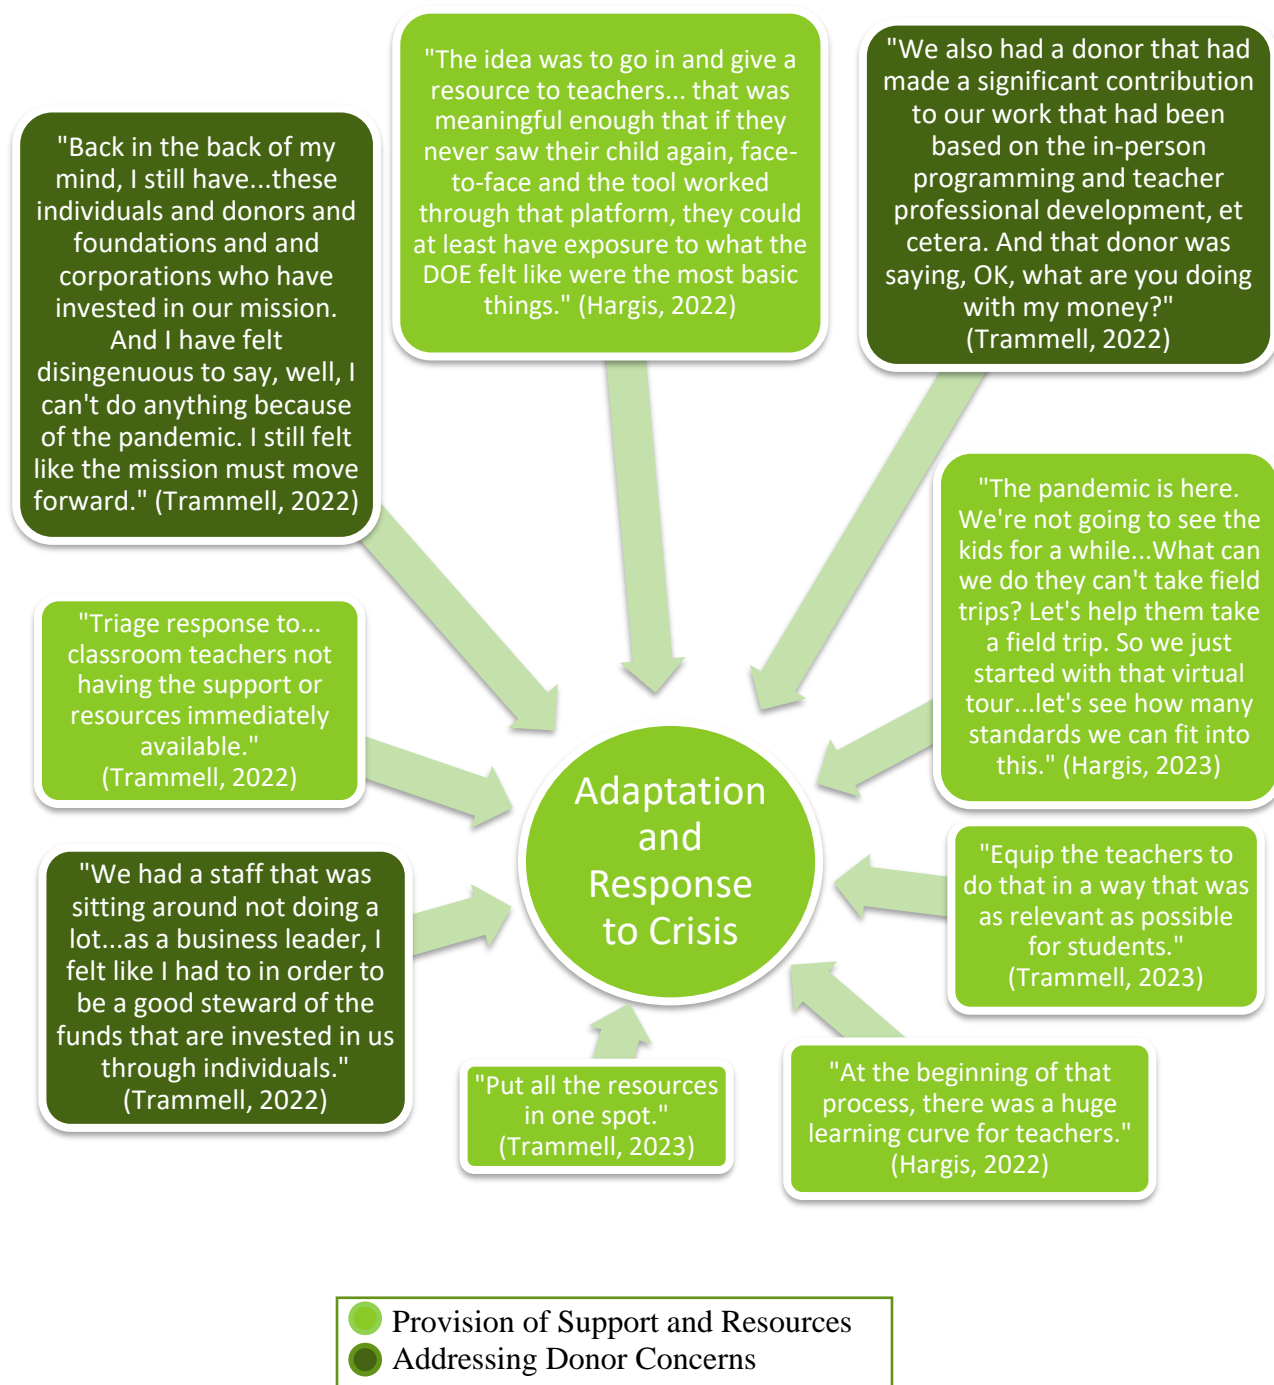 "Back in the back of my
mind, I still have...these
individuals and donors and
foundations and and
corporations who have
invested in our mission.
And I have felt
disingenuous to say, well, I
can't do anything because
of the pandemic. I still felt
like the mission must move
forward." (Trammell, 2022)
"The idea was to go in and give a
resource to teachers... that was
meaningful enough that if they
never saw their child again, face-
to-face and the tool worked
through that platform, they could
at least have exposure to what the
DOE felt like were the most basic
things." (Hargis, 2022)
"We also had a donor that had
made a significant contribution
to our work that had been
based on the in-person
programming and teacher
professional development, et
cetera. And that donor was
saying, OK, what are you doing
with my money?"
(Trammell, 2022)
"The pandemic is here.
We're not going to see the
kids for a while...What can
we do they can't take field
trips? Let's help them take
a field trip. So we just
started with that virtual
tour...let's see how many
standards we can fit into
this." (Hargis, 2023)
"Triage response to...
classroom teachers not
having the support or
resources immediately
available."
(Trammell, 2022)
Adaptation
and
Response
to Crisis
"Equip the teachers to
do that in a way that was
as relevant as possible
for students."
(Trammell, 2023)
"We had a staff that was
sitting around not doing a
lot...as a business leader, I
felt like I had to in order to
be a good steward of the
funds that are invested in us
through individuals."
(Trammell, 2022)
"Put all the resources
in one spot."
(Trammell, 2023)
"At the beginning of that
process, there was a huge
learning curve for teachers."
(Hargis, 2022)
Provision of Support and Resources
Addressing Donor Concerns